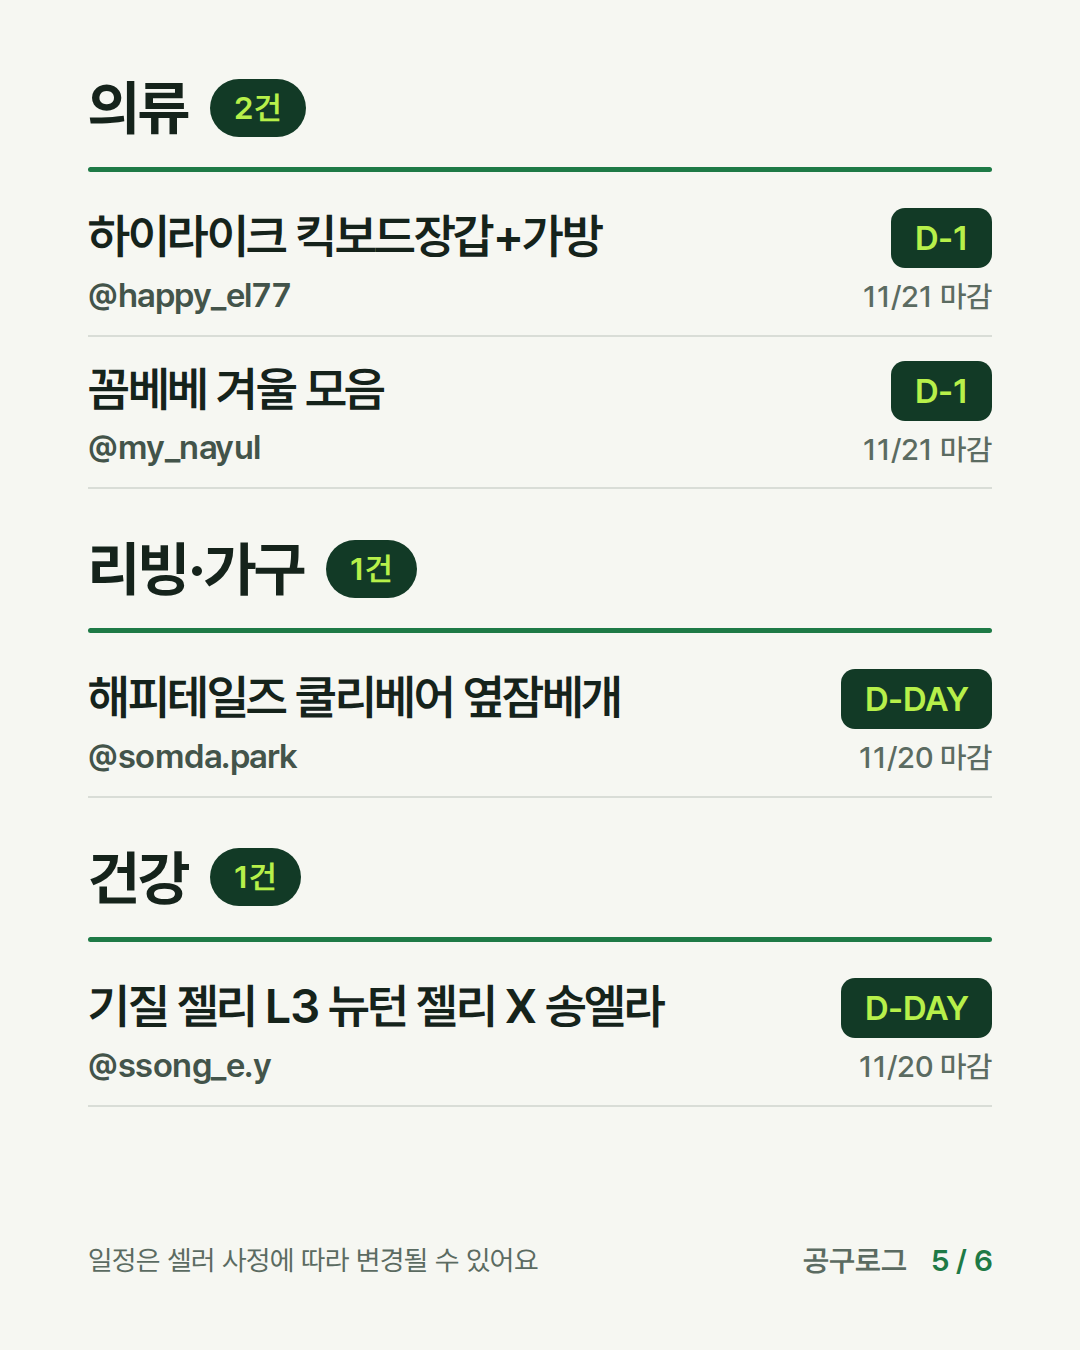 의류 2건
하이라이크 킥보드장갑+가방 D-1
@happy_el77 11/21 마감
꼼베베 겨울 모음 D-1
@my_nayul 11/21 마감
리빙·가구 1건
해피테일즈 쿨리베어 옆잠베개 D-DAY
@somda.park 11/20 마감
건강 1건
기질 젤리 L3 뉴턴 젤리 X 송엘라 D-DAY
@ssong_e.y 11/20 마감
일정은 셀러 사정에 따라 변경될 수 있어요 공구로그 5 / 6